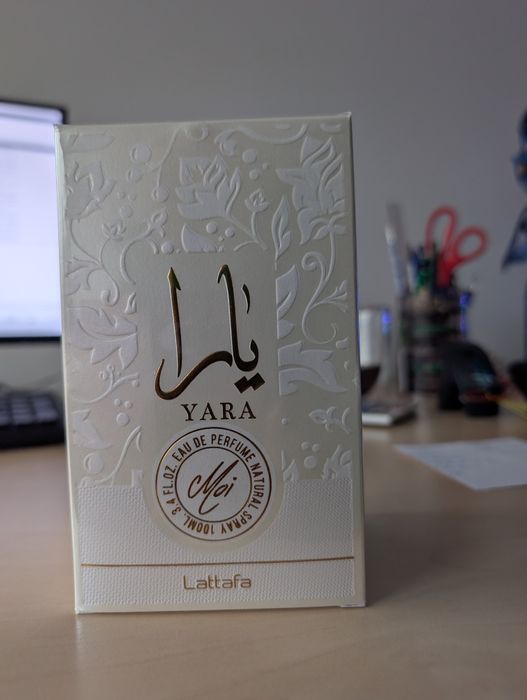 يارا
YARA
EAU DE PERFUME NATURAL SPRAY 100ML. 3.4 FL.OZ.
Moi
Lattafa